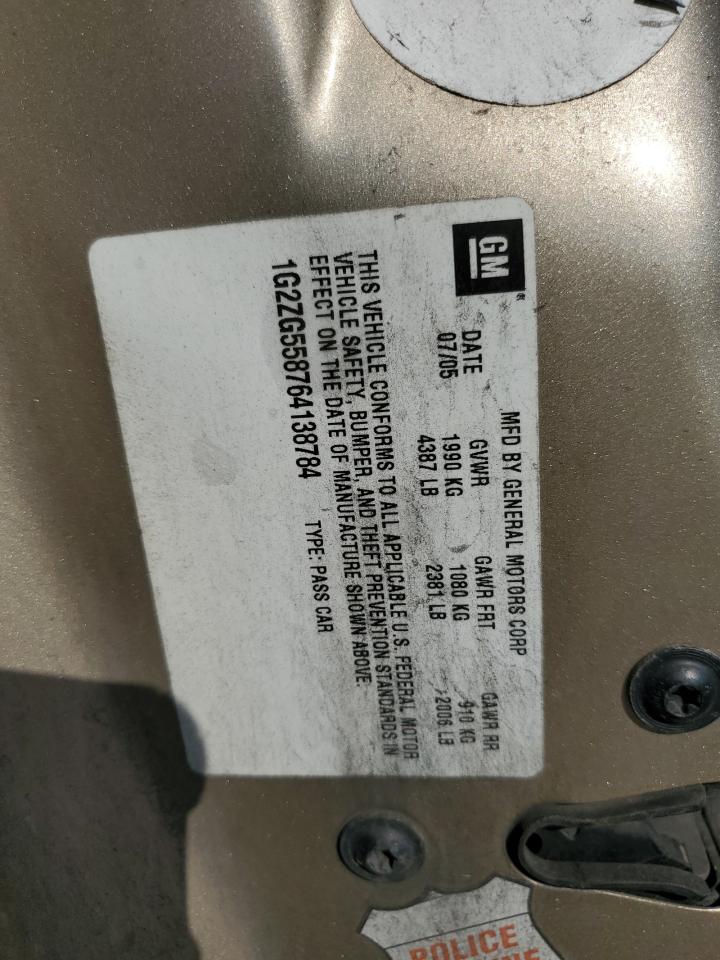 GM
MFD BY GENERAL MOTORS CORP
DATE GVWR GAWR FRT GAWR RR
07/05 1990 KG 1080 KG 910 KG
4387 LB 2381 LB 2006 LB
THIS VEHICLE CONFORMS TO ALL APPLICABLE U.S. FEDERAL MOTOR
VEHICLE SAFETY, BUMPER, AND THEFT PREVENTION STANDARDS IN
EFFECT ON THE DATE OF MANUFACTURE SHOWN ABOVE.
1G2ZG558764138784 TYPE: PASS CAR
POLICE